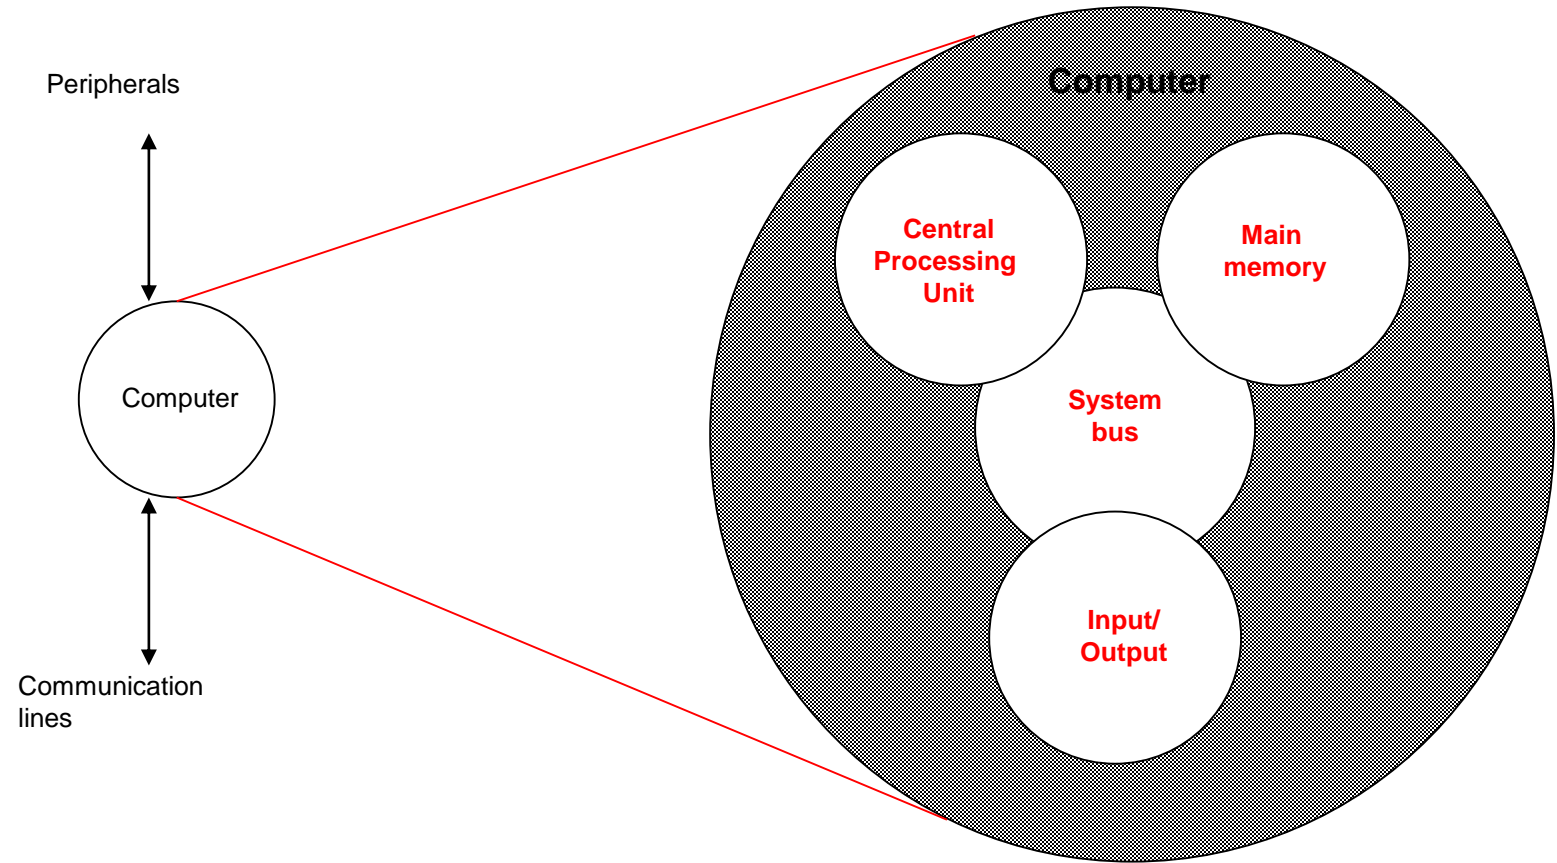 Peripherals
Computer
Communication
lines
Computer
Central
Processing
Unit
Main
memory
System
bus
Input/
Output